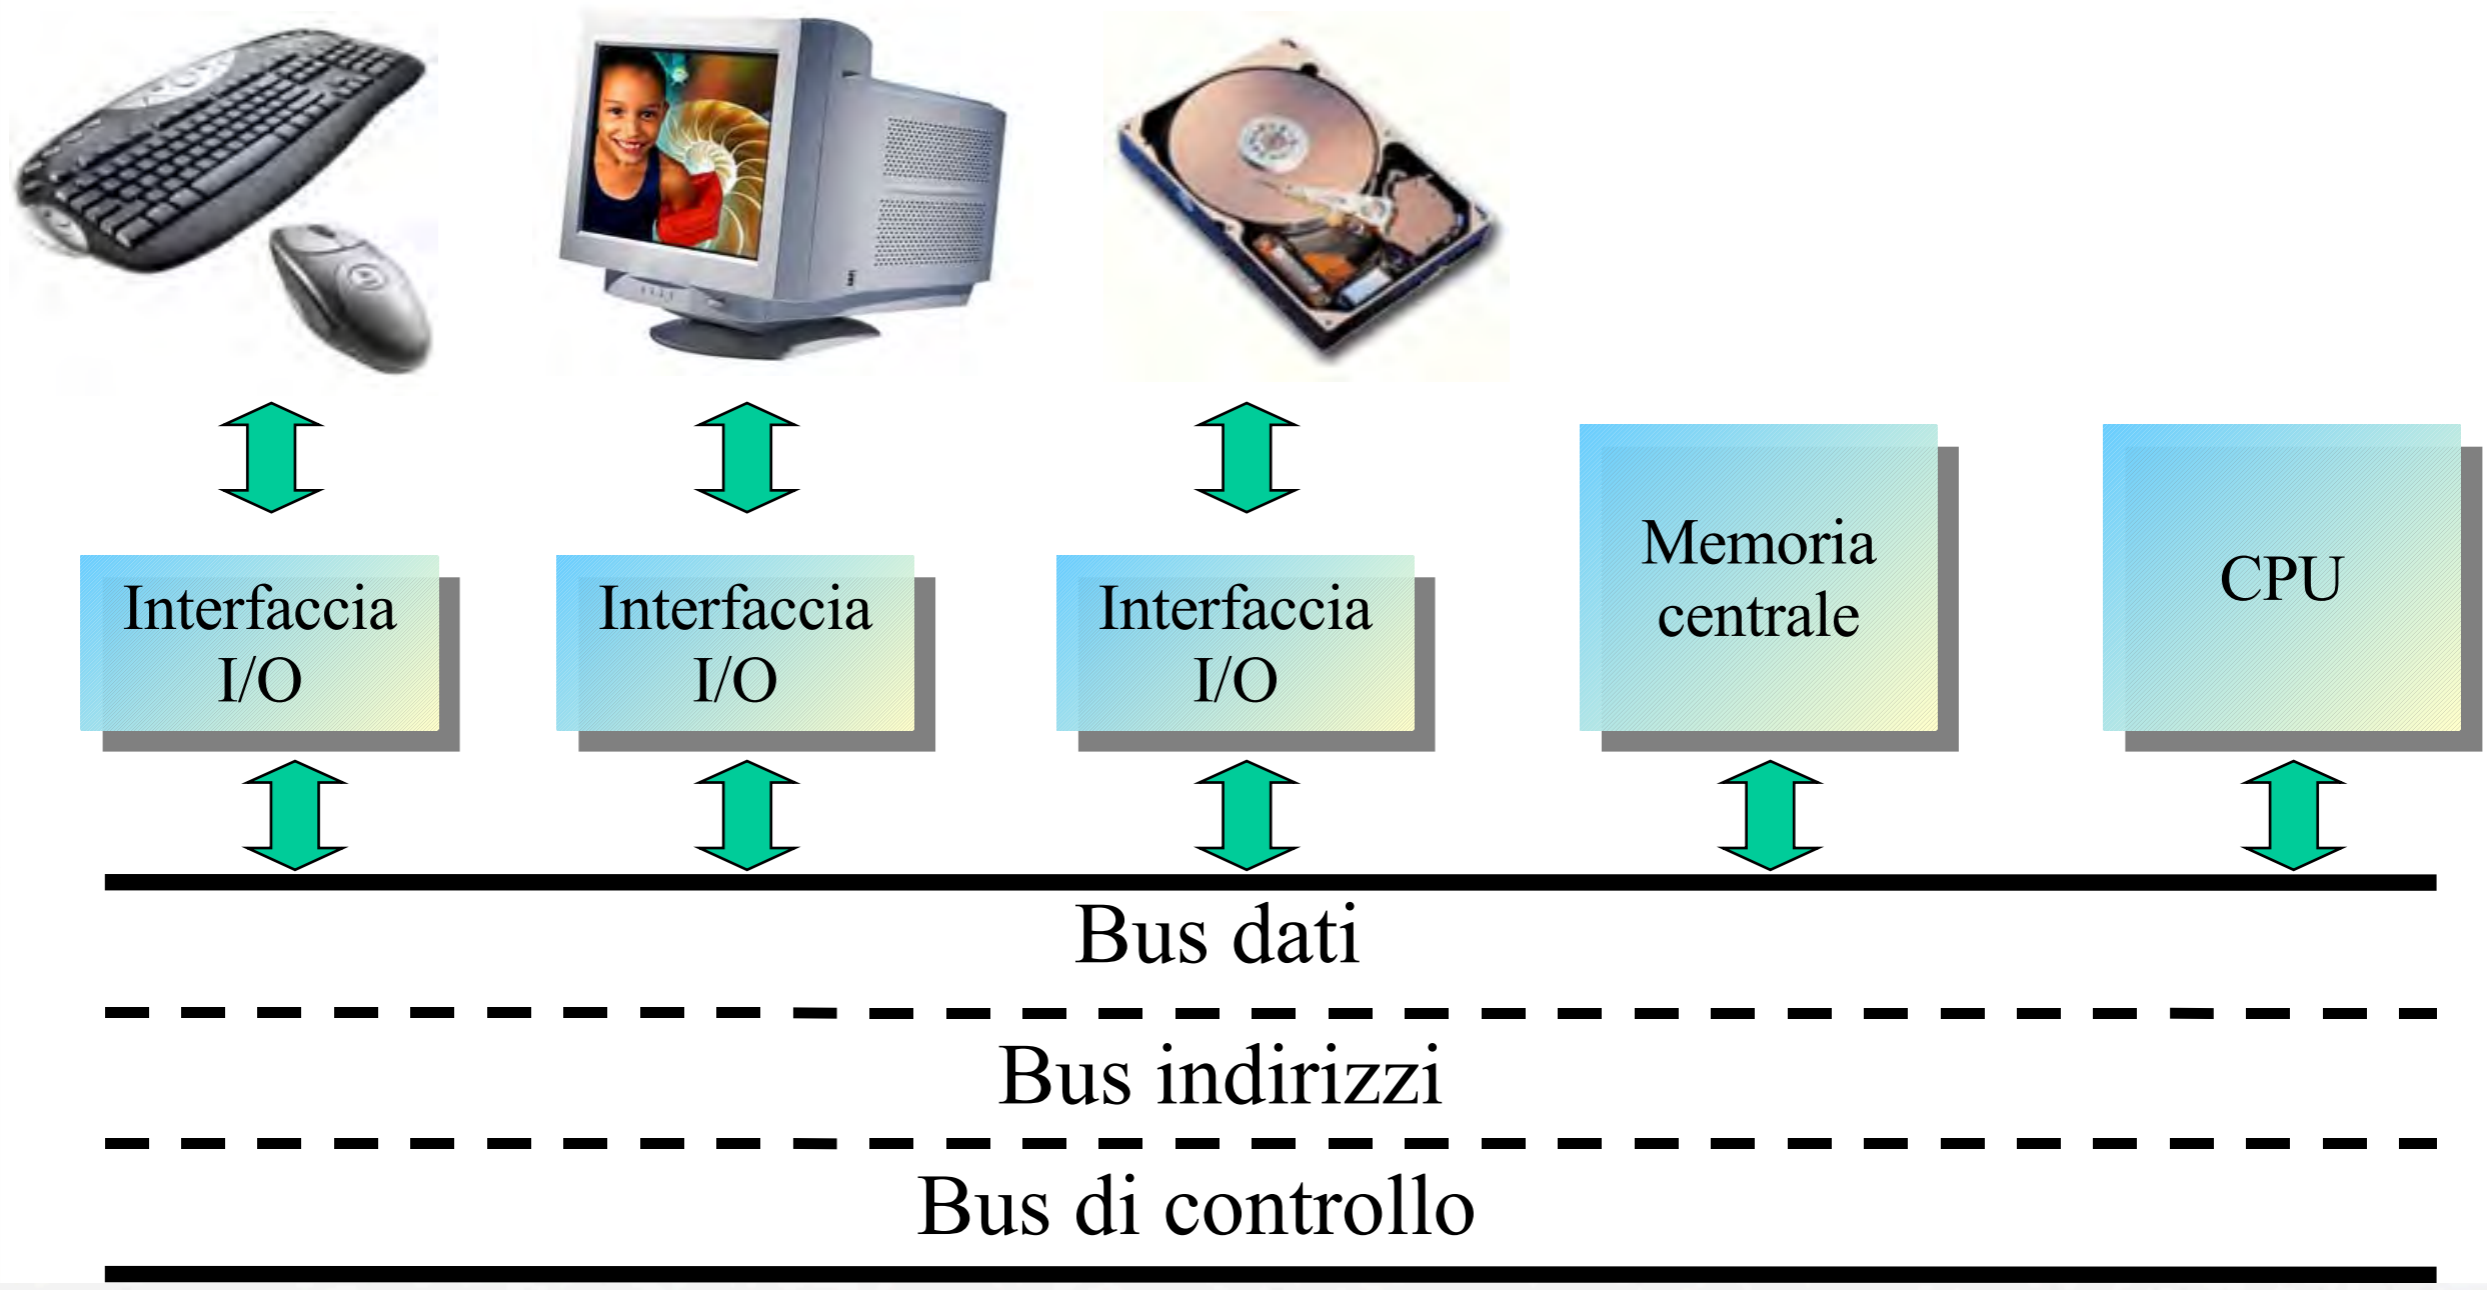 Interfaccia
I/O
Interfaccia
I/O
Interfaccia
I/O
Memoria
centrale
CPU
Bus dati
Bus indirizzi
Bus di controllo